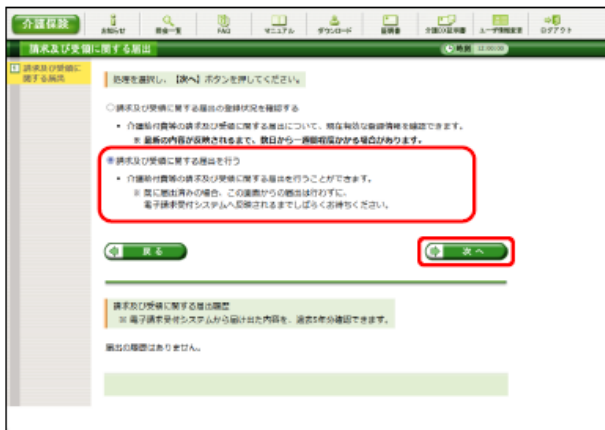 介護保険
お知らせ
照会一覧
FAQ
マニュアル
ダウンロード
証明書
介護DX証明書
ユーザ情報変更
ログアウト
請求及び受領に関する届出
時刻 12:00:00
請求及び受領に
関する届出
処理を選択し、【次へ】ボタンを押してください。
請求及び受領に関する届出の登録状況を確認する
・ 介護給付費等の請求及び受領に関する届出について、現在有効な登録情報を確認できます。
※ 最新の内容が反映されるまで、数日から一週間程度かかる場合があります。
請求及び受領に関する届出を行う
・ 介護給付費等の請求及び受領に関する届出を行うことができます。
※ 既に届出済みの場合、この画面からの届出は行わずに、
電子請求受付システムへ反映されるまでしばらくお待ちください。
戻る
次へ
請求及び受領に関する届出履歴
※ 電子請求受付システムから届け出た内容を、過去5年分確認できます。
届出の履歴はありません。